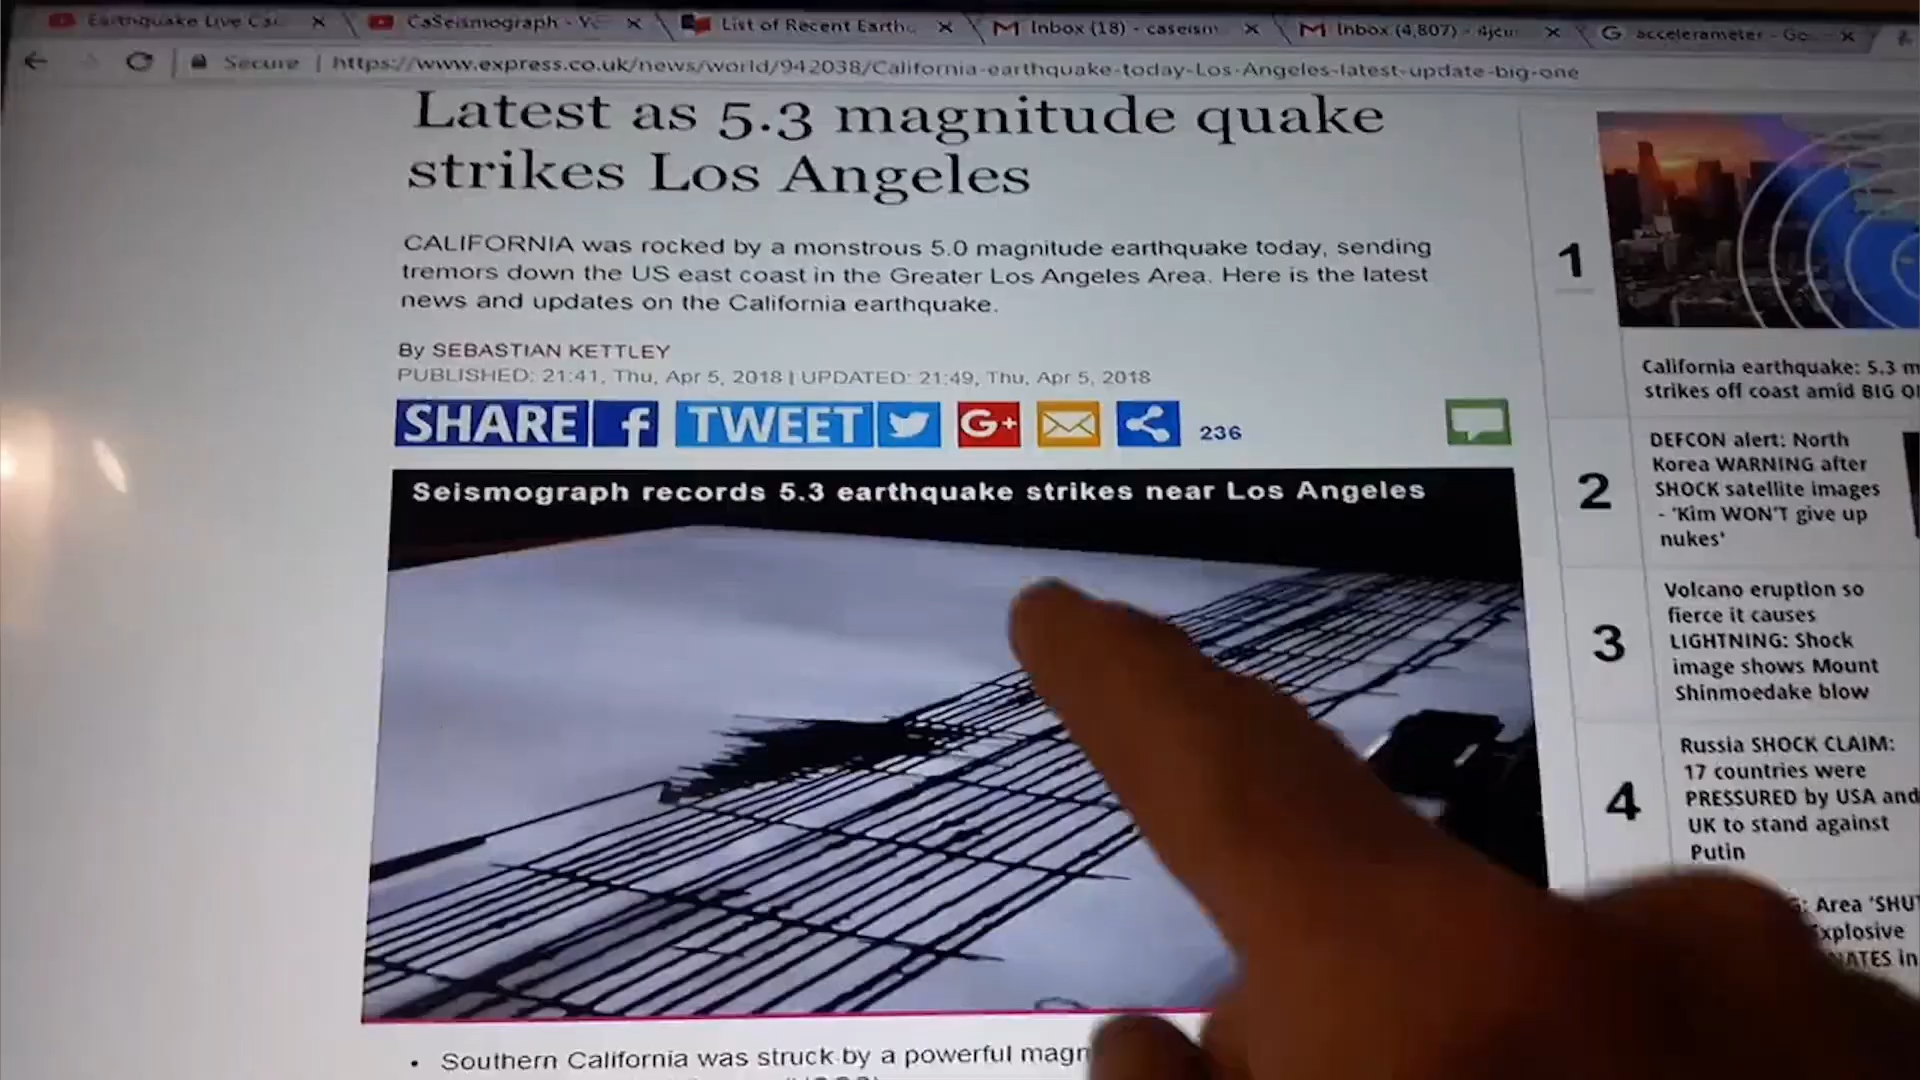 Earthquake Live Cal
CaSeismograph - Y
List of Recent Earth
Inbox (18) - caseism
Inbox (4,807) - 4jcu
accelerameter - Go
Secure | https://www.express.co.uk/news/world/942038/California-earthquake-today-Los-Angeles-latest-update-big-one
Latest as 5.3 magnitude quake
strikes Los Angeles
CALIFORNIA was rocked by a monstrous 5.0 magnitude earthquake today, sending
tremors down the US east coast in the Greater Los Angeles Area. Here is the latest
news and updates on the California earthquake.
By SEBASTIAN KETTLEY
PUBLISHED: 21:41, Thu, Apr 5, 2018 | UPDATED: 21:49, Thu, Apr 5, 2018
SHARE f TWEET G+ 236
Seismograph records 5.3 earthquake strikes near Los Angeles
• Southern California was struck by a powerful magn
1
California earthquake: 5.3 m
strikes off coast amid BIG O
2
DEFCON alert: North
Korea WARNING after
SHOCK satellite images
- 'Kim WON'T give up
nukes'
3
Volcano eruption so
fierce it causes
LIGHTNING: Shock
image shows Mount
Shinmoedake blow
4
Russia SHOCK CLAIM:
17 countries were
PRESSURED by USA and
UK to stand against
Putin
G: Area 'SHUT
xplosive
NATES in